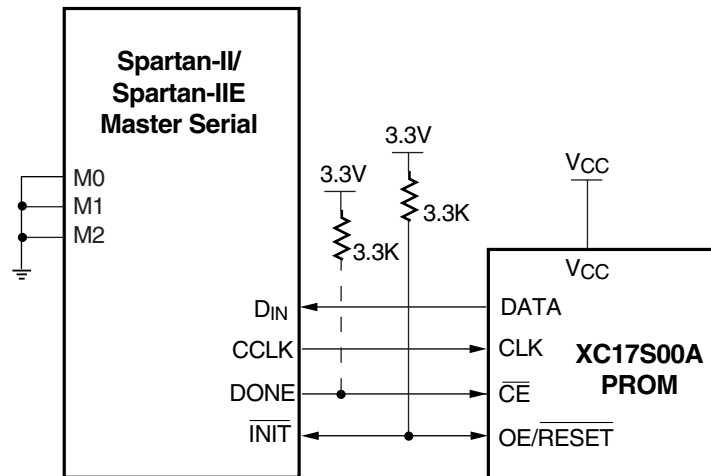 Spartan-II/
Spartan-IIE
Master Serial
M0
M1
M2
3.3V
3.3K
3.3V
3.3K
VCC
VCC
DIN
CCLK
DONE
INIT
DATA
CLK
CE
OE/RESET
XC17S00A
PROM